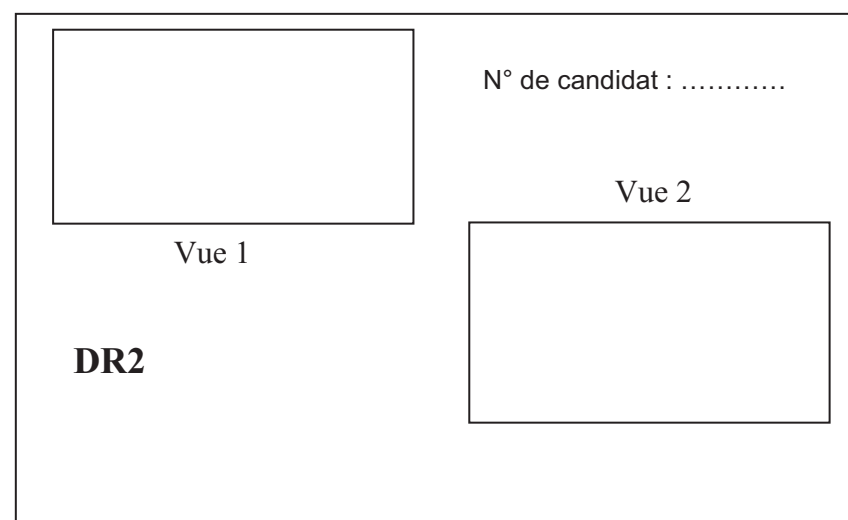 N° de candidat : …………
Vue 2
Vue 1
DR2